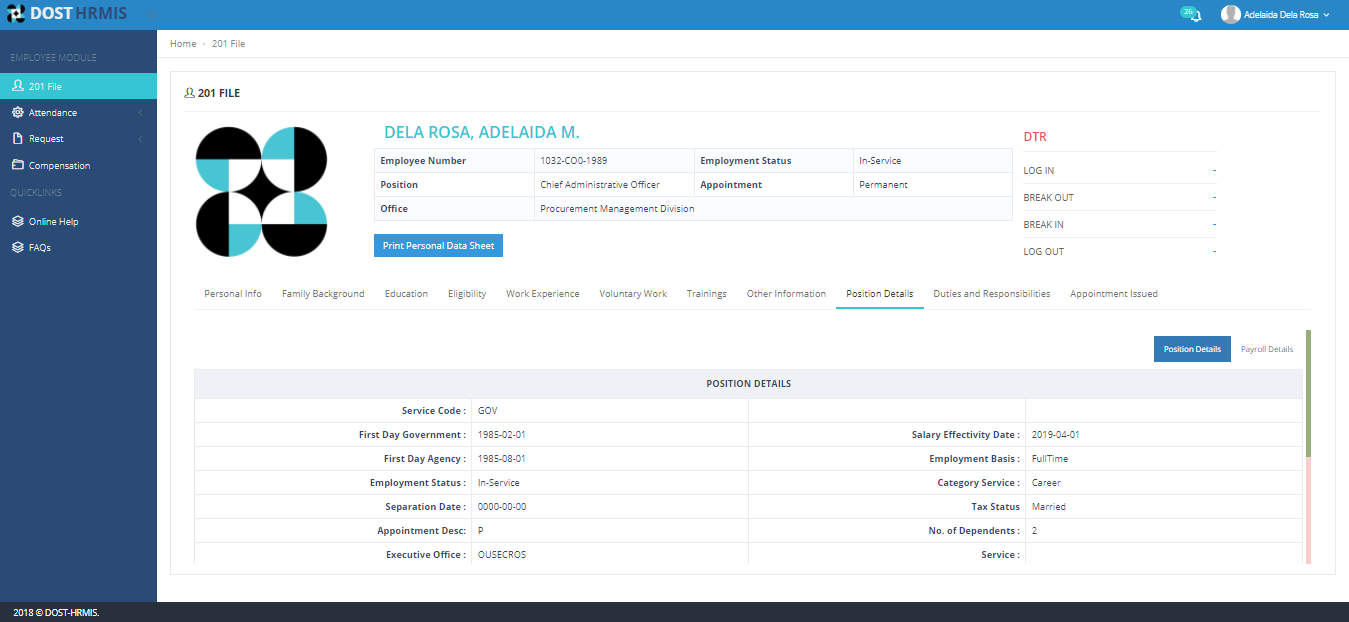 DOST HRMIS
26
Adelaida Dela Rosa
EMPLOYEE MODULE
201 File
Attendance
Request
Compensation
QUICKLINKS
Online Help
FAQs
Home 201 File
201 FILE
DELA ROSA, ADELAIDA M.
Employee Number 1032-CO0-1989 Employment Status In-Service
Position Chief Administrative Officer Appointment Permanent
Office Procurement Management Division
Print Personal Data Sheet
DTR
LOG IN -
BREAK OUT -
BREAK IN -
LOG OUT -
Personal Info Family Background Education Eligibility Work Experience Voluntary Work Trainings Other Information Position Details Duties and Responsibilities Appointment Issued
Position Details Payroll Details
POSITION DETAILS
Service Code : GOV
First Day Government : 1985-02-01 Salary Effectivity Date : 2019-04-01
First Day Agency : 1985-08-01 Employment Basis : FullTime
Employment Status : In-Service Category Service : Career
Separation Date : 0000-00-00 Tax Status Married
Appointment Desc: P No. of Dependents : 2
Executive Office : OUSECROS Service :
2018 © DOST-HRMIS.